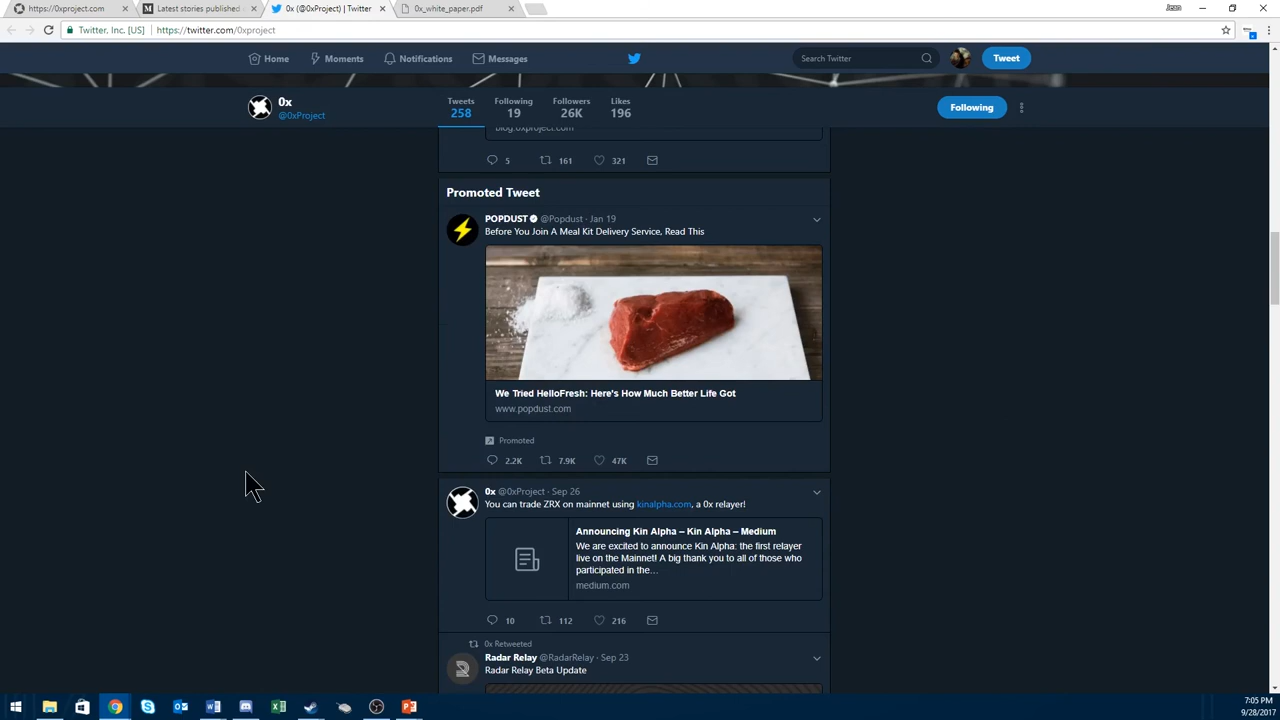 https://0xproject.com
Latest stories published
0x (@0xProject) | Twitter
0x_white_paper.pdf
Twitter, Inc. [US]
https://twitter.com/0xproject
Home
Moments
Notifications
Messages
Search Twitter
Tweet
0x
@0xProject
Tweets
258
Following
19
Followers
26K
Likes
196
Following
blog.0xproject.com
5
161
321
Promoted Tweet
POPDUST @Popdust · Jan 19
Before You Join A Meal Kit Delivery Service, Read This
We Tried HelloFresh: Here's How Much Better Life Got
www.popdust.com
Promoted
2.2K
7.9K
47K
0x @0xProject · Sep 26
You can trade ZRX on mainnet using kinalpha.com, a 0x relayer!
Announcing Kin Alpha – Kin Alpha – Medium
We are excited to announce Kin Alpha: the first relayer
live on the Mainnet! A big thank you to all of those who
participated in the...
medium.com
10
112
216
0x Retweeted
Radar Relay @RadarRelay · Sep 23
Radar Relay Beta Update
7:05 PM
9/28/2017